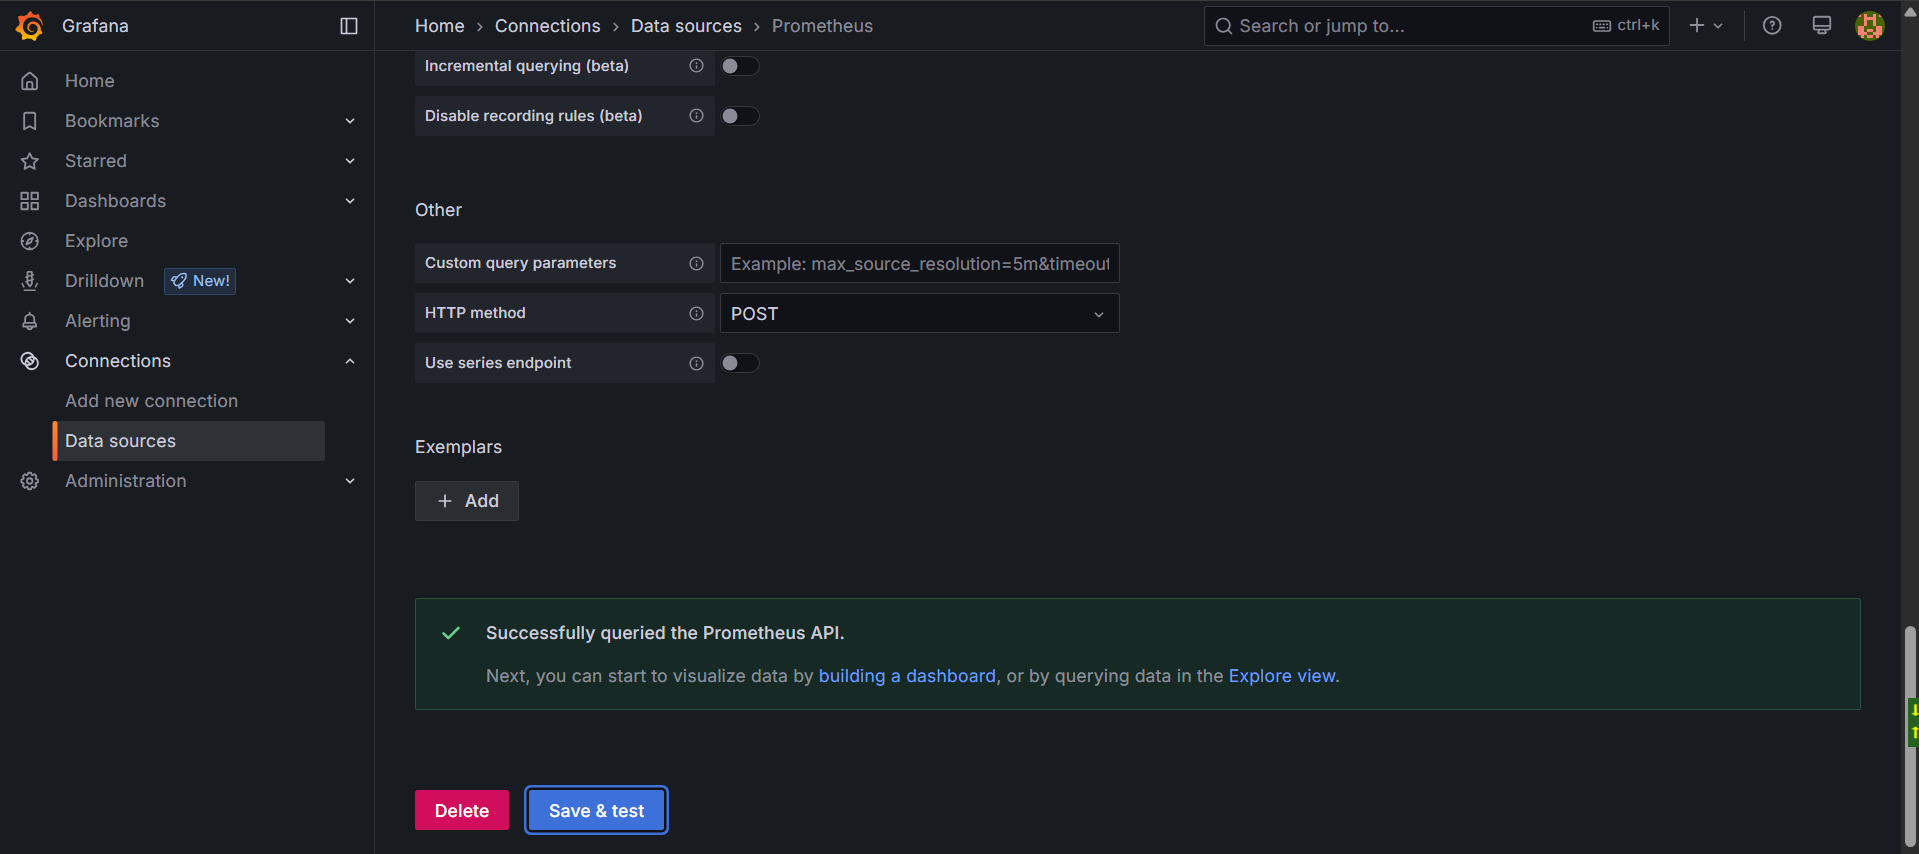 Grafana
Home › Connections › Data sources › Prometheus
Search or jump to...
ctrl+k
Home
Bookmarks
Starred
Dashboards
Explore
Drilldown
New!
Alerting
Connections
Add new connection
Data sources
Administration
Incremental querying (beta)
Disable recording rules (beta)
Other
Custom query parameters
Example: max_source_resolution=5m&timeout
HTTP method
POST
Use series endpoint
Exemplars
+ Add
Successfully queried the Prometheus API.
Next, you can start to visualize data by building a dashboard, or by querying data in the Explore view.
Delete
Save & test